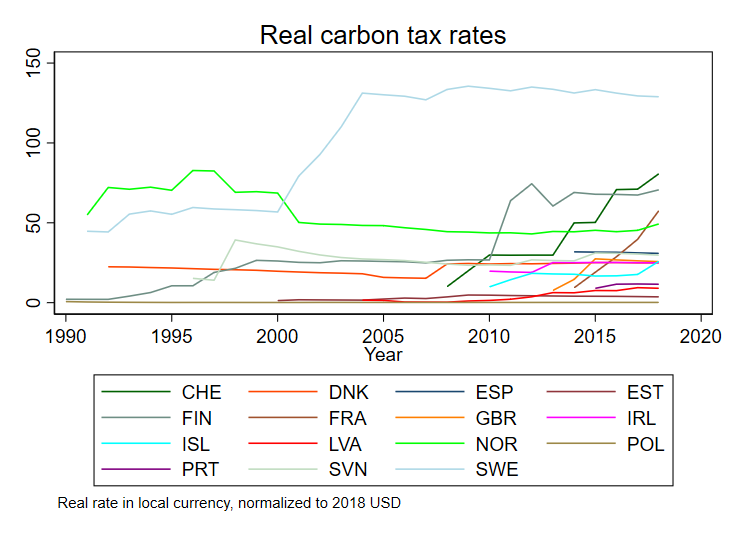 Real carbon tax rates
150
100
50
0
1990 1995 2000 2005 2010 2015 2020
Year
CHE DNK ESP EST
FIN FRA GBR IRL
ISL LVA NOR POL
PRT SVN SWE
Real rate in local currency, normalized to 2018 USD